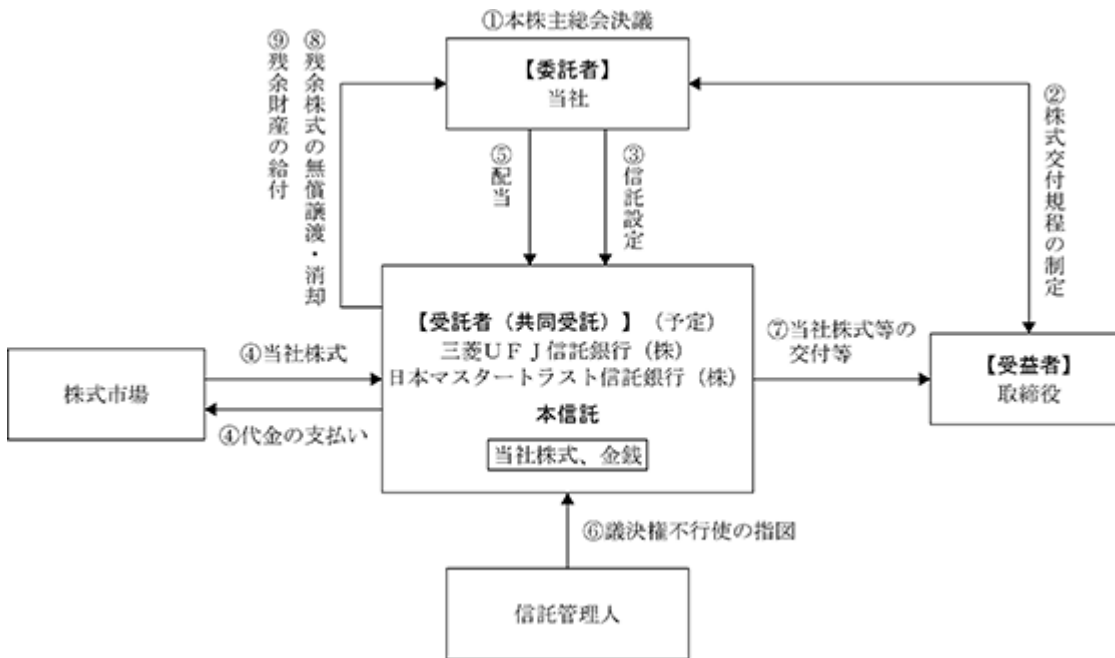 ①本株主総会決議
【委託者】
当社
⑨残余財産の給付
⑧残余株式の無償譲渡・消却
⑤配当
③信託設定
②株式交付規程の制定
【受託者（共同受託）】（予定）
三菱ＵＦＪ信託銀行（株）
日本マスタートラスト信託銀行（株）
本信託
当社株式、金銭
株式市場
④当社株式
④代金の支払い
⑦当社株式等の
交付等
【受益者】
取締役
⑥議決権不行使の指図
信託管理人